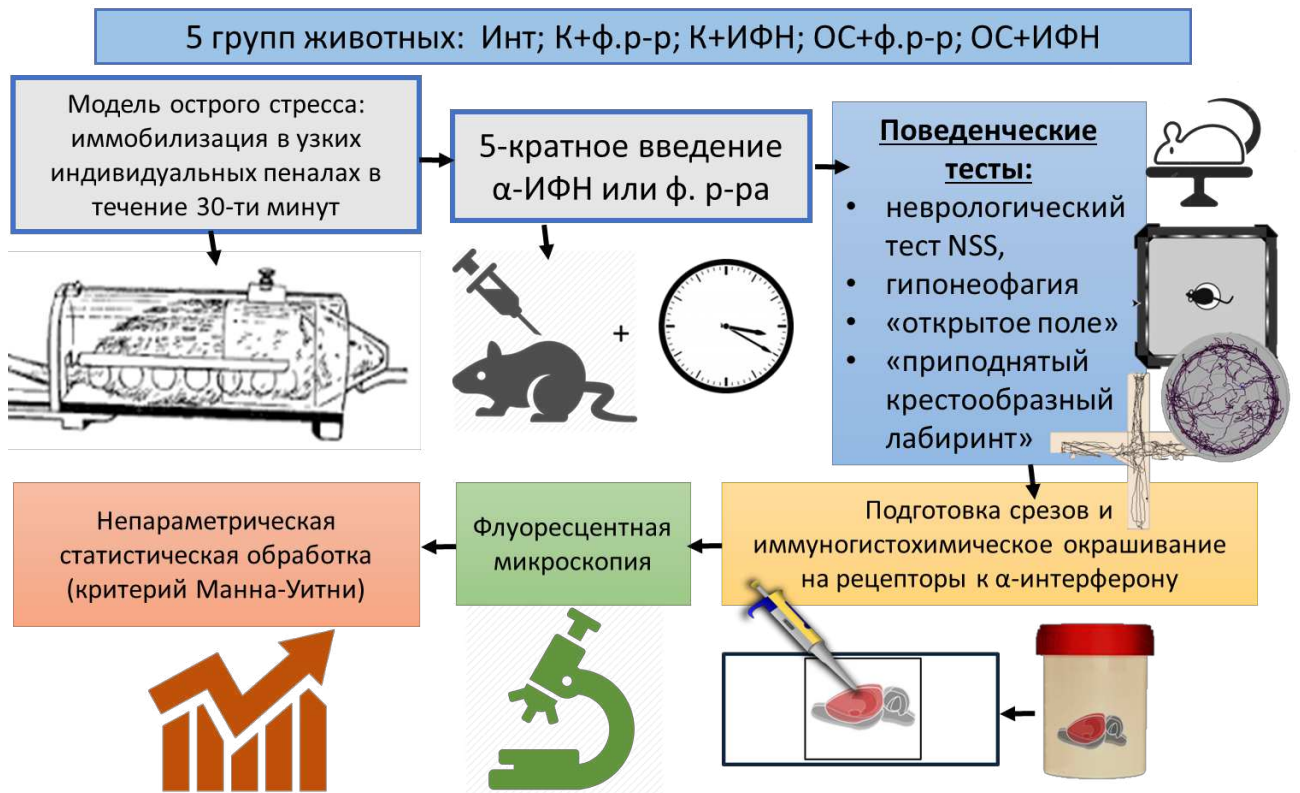 5 групп животных: Инт; К+ф.р-р; К+ИФН; ОС+ф.р-р; ОС+ИФН
Модель острого стресса:
иммобилизация в узких
индивидуальных пеналах в
течение 30-ти минут
5-кратное введение
α-ИФН или ф. р-ра
Поведенческие
тесты:
• неврологический
тест NSS,
• гипонеофагия
• «открытое поле»
• «приподнятый
крестообразный
лабиринт»
+
Непараметрическая
статистическая обработка
(критерий Манна-Уитни)
Флуоресцентная
микроскопия
Подготовка срезов и
иммуногистохимическое окрашивание
на рецепторы к α-интерферону